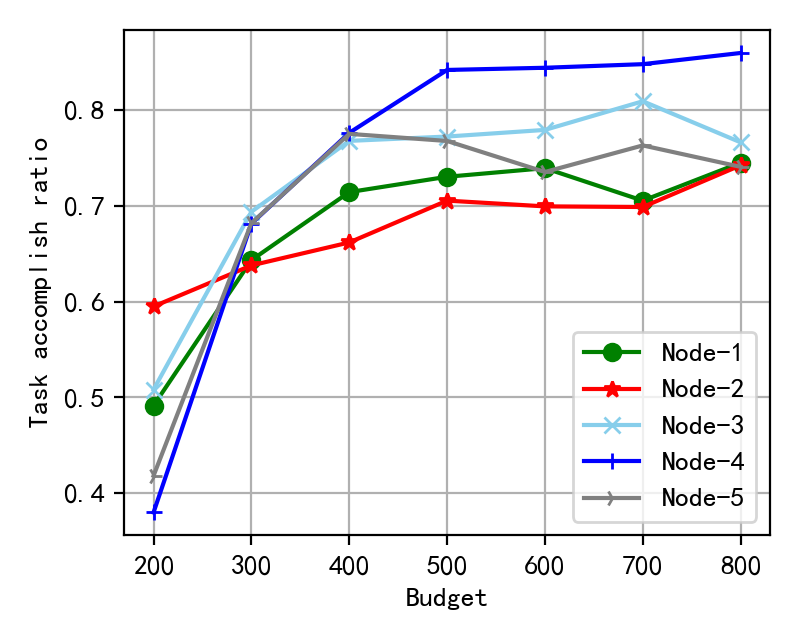 Task accomplish ratio
0.8
0.7
0.6
0.5
0.4
200 300 400 500 600 700 800
Budget
Node-1
Node-2
Node-3
Node-4
Node-5